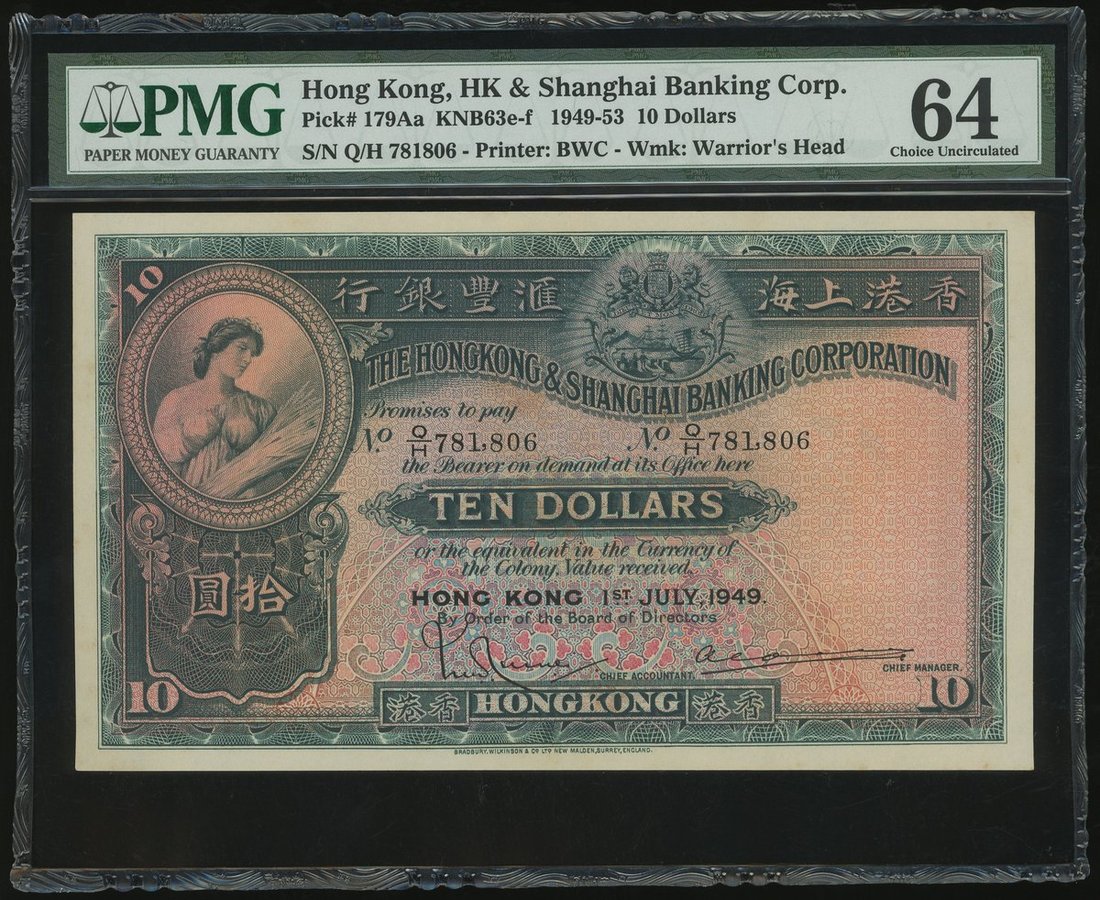 PMG
PAPER MONEY GUARANTY
Hong Kong, HK & Shanghai Banking Corp.
Pick# 179Aa KNB63e-f 1949-53 10 Dollars
S/N Q/H 781806 - Printer: BWC - Wmk: Warrior's Head
64
Choice Uncirculated
10
行銀豐滙 海上港香
THE HONGKONG & SHANGHAI BANKING CORPORATION
Promises to pay
No. Q/H 781,806 No. Q/H 781,806
the Bearer on demand at its Office here
TEN DOLLARS
or the equivalent in the Currency of
the Colony, Value received
圓拾
HONG KONG 1ST JULY, 1949.
By Order of the Board of Directors
CHIEF ACCOUNTANT.
CHIEF MANAGER.
10 港香 HONGKONG 港香 10
BRADBURY, WILKINSON & Co LTD NEW MALDEN, SURREY, ENGLAND.